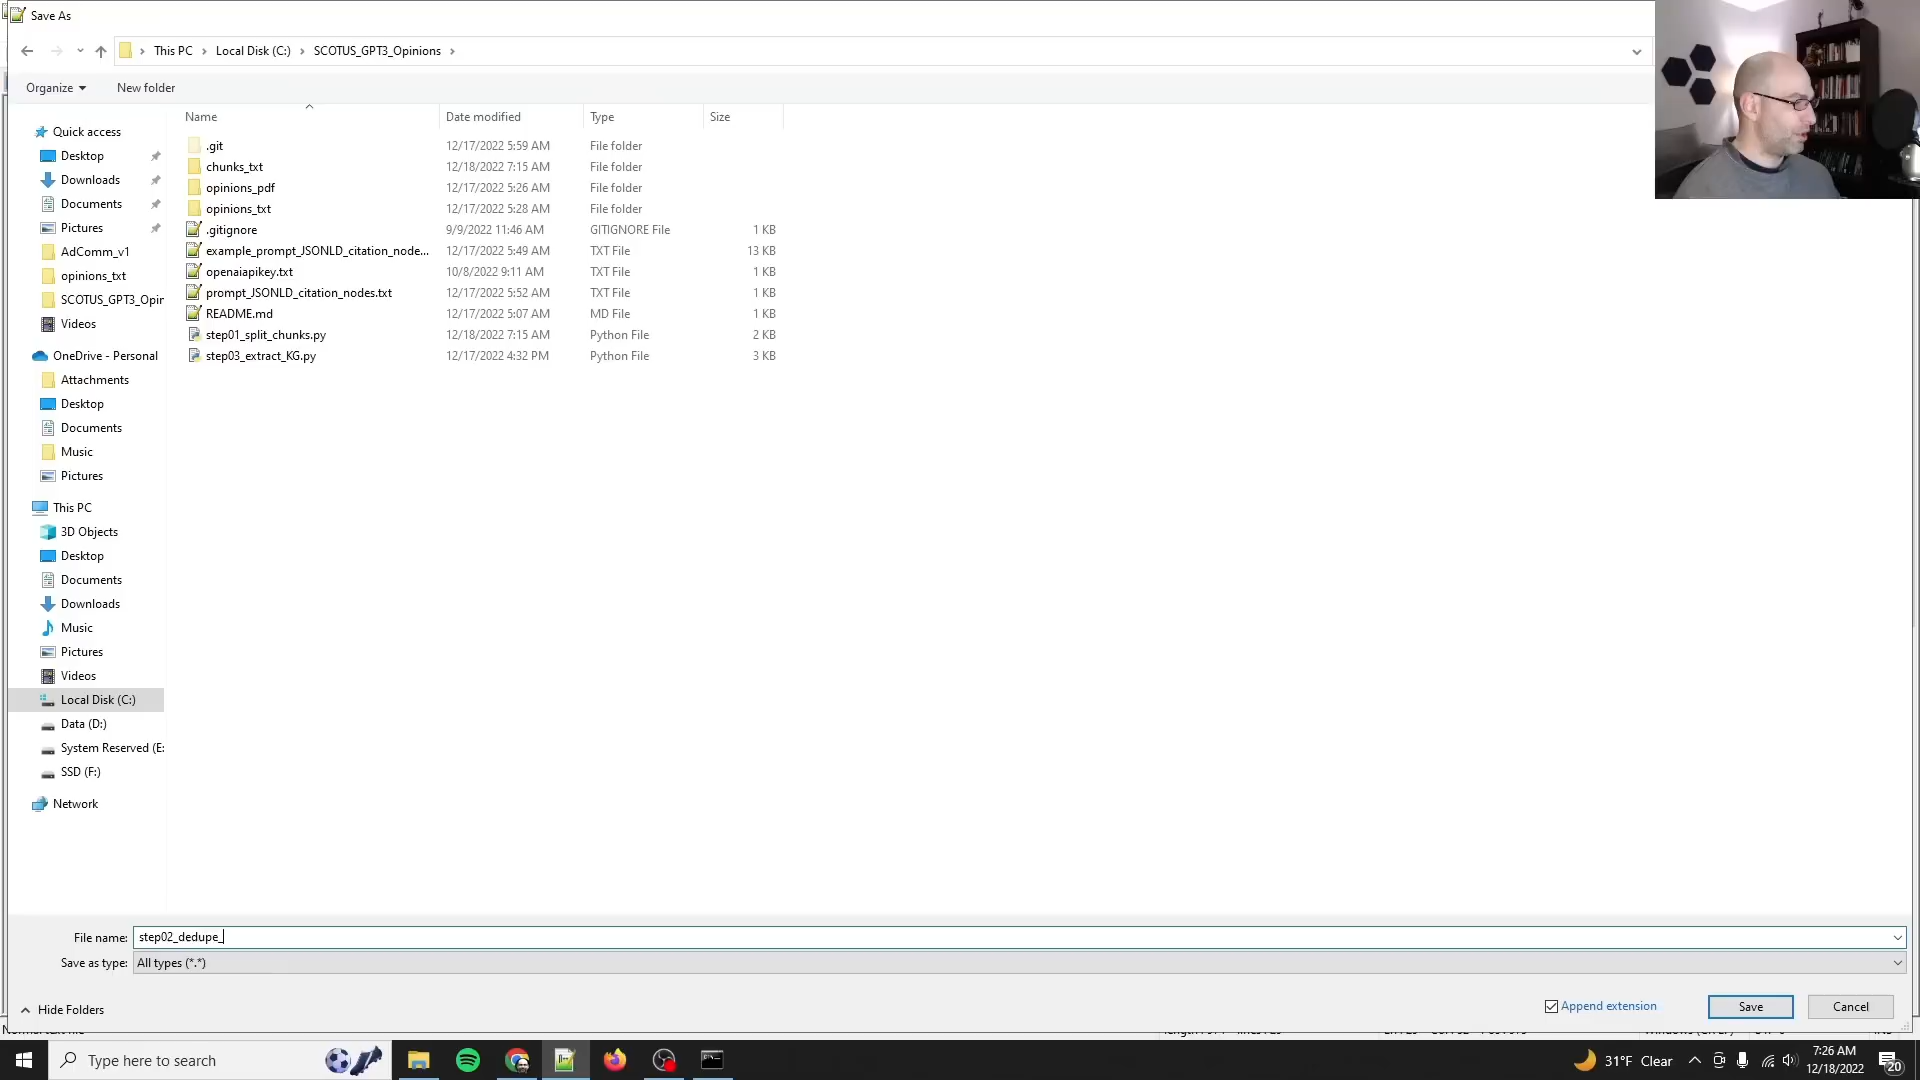 Save As
This PC
Local Disk (C:)
SCOTUS_GPT3_Opinions
Organize
New folder
Name
Date modified
Type
Size
.git
12/17/2022 5:59 AM
File folder
chunks_txt
12/18/2022 7:15 AM
File folder
opinions_pdf
12/17/2022 5:26 AM
File folder
opinions_txt
12/17/2022 5:28 AM
File folder
.gitignore
9/9/2022 11:46 AM
GITIGNORE File
1 KB
example_prompt_JSONLD_citation_node...
12/17/2022 5:49 AM
TXT File
13 KB
openaiapikey.txt
10/8/2022 9:11 AM
TXT File
1 KB
prompt_JSONLD_citation_nodes.txt
12/17/2022 5:52 AM
TXT File
1 KB
README.md
12/17/2022 5:07 AM
MD File
1 KB
step01_split_chunks.py
12/18/2022 7:15 AM
Python File
2 KB
step03_extract_KG.py
12/17/2022 4:32 PM
Python File
3 KB
Quick access
Desktop
Downloads
Documents
Pictures
AdComm_v1
opinions_txt
SCOTUS_GPT3_Opir
Videos
OneDrive - Personal
Attachments
Desktop
Documents
Music
Pictures
This PC
3D Objects
Desktop
Documents
Downloads
Music
Pictures
Videos
Local Disk (C:)
Data (D:)
System Reserved (E:
SSD (F:)
Network
File name:
step02_dedupe_
Save as type:
All types (*.*)
Hide Folders
Append extension
Save
Cancel
Type here to search
31°F Clear
7:26 AM
12/18/2022
20